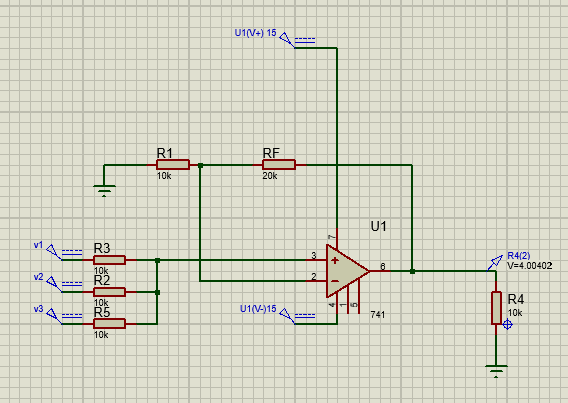 U1(V+) 15
R1
10k
RF
20k
7
U1
v1
R3
10k
3
+
6
R4(2)
V=4.00402
v2
R2
10k
2
-
v3
R5
10k
U1(V-)15
4
1
5
741
R4
10k